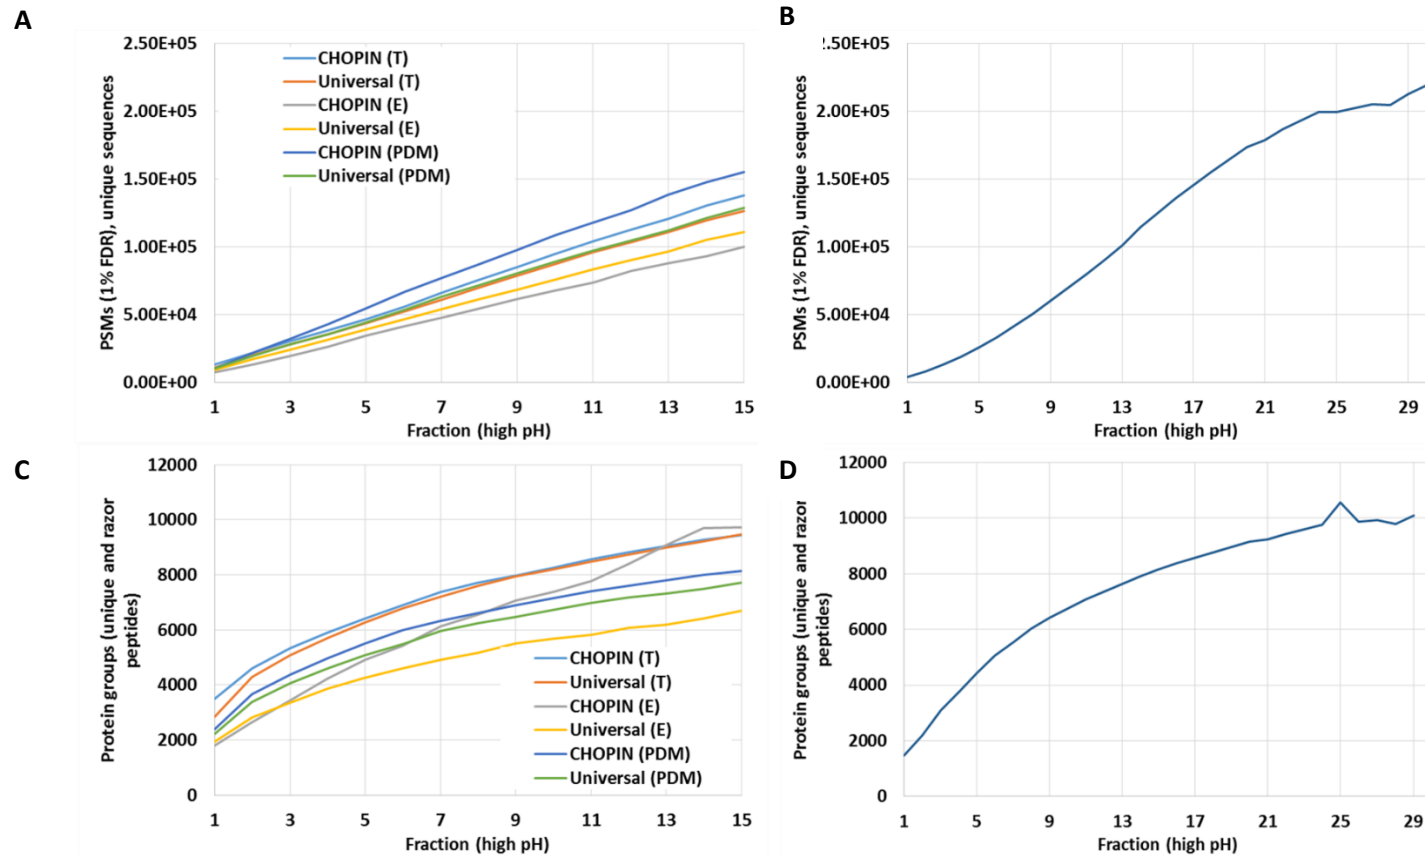 A
PSMs (1% FDR), unique sequences
2.50E+05
2.00E+05
1.50E+05
1.00E+05
5.00E+04
0.00E+00
CHOPIN (T)
Universal (T)
CHOPIN (E)
Universal (E)
CHOPIN (PDM)
Universal (PDM)
1 3 5 7 9 11 13 15
Fraction (high pH)
B
PSMs (1% FDR), unique sequences
:.50E+05
2.00E+05
1.50E+05
1.00E+05
5.00E+04
0.00E+00
1 5 9 13 17 21 25 29
Fraction (high pH)
C
Protein groups (unique and razor
peptides)
12000
10000
8000
6000
4000
2000
0
CHOPIN (T)
Universal (T)
CHOPIN (E)
Universal (E)
CHOPIN (PDM)
Universal (PDM)
1 3 5 7 9 11 13 15
Fraction (high pH)
D
Protein groups (unique and razor
peptides)
12000
10000
8000
6000
4000
2000
0
1 5 9 13 17 21 25 29
Fraction (high pH)